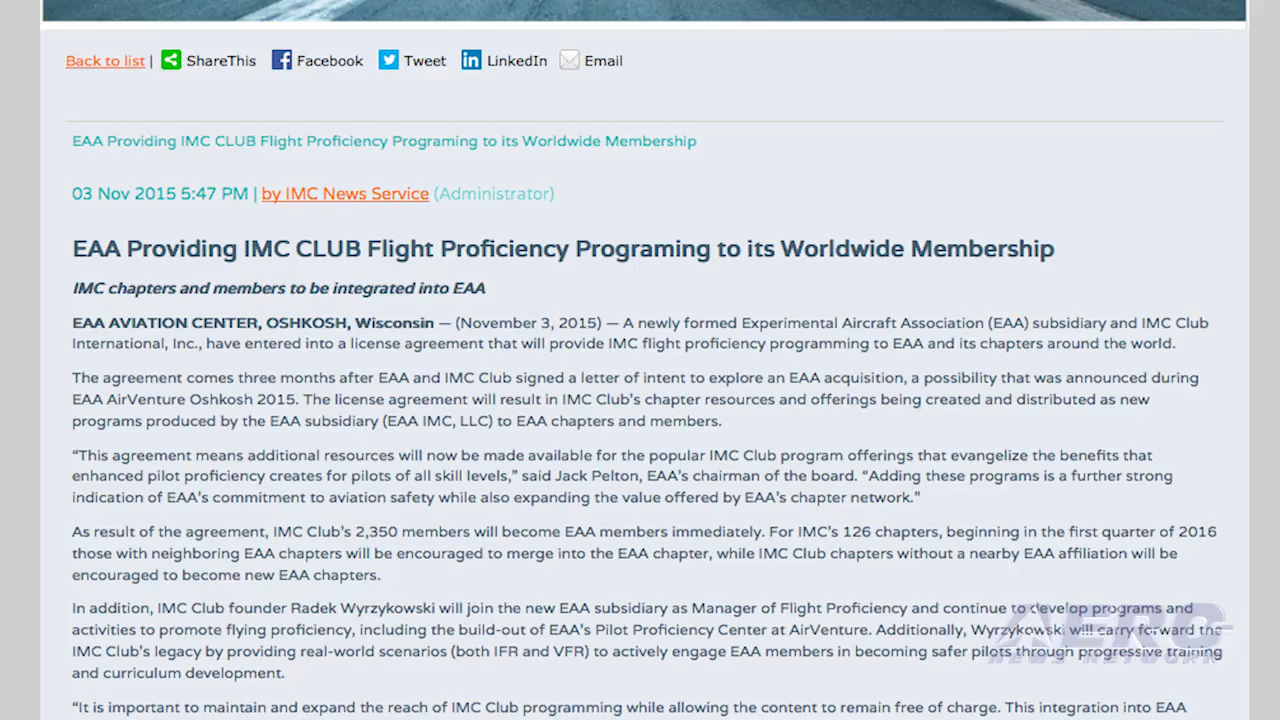 Back to list | ShareThis Facebook Tweet LinkedIn Email
EAA Providing IMC CLUB Flight Proficiency Programing to its Worldwide Membership
03 Nov 2015 5:47 PM | by IMC News Service (Administrator)
EAA Providing IMC CLUB Flight Proficiency Programing to its Worldwide Membership
IMC chapters and members to be integrated into EAA
EAA AVIATION CENTER, OSHKOSH, Wisconsin — (November 3, 2015) — A newly formed Experimental Aircraft Association (EAA) subsidiary and IMC Club
International, Inc., have entered into a license agreement that will provide IMC flight proficiency programming to EAA and its chapters around the world.
The agreement comes three months after EAA and IMC Club signed a letter of intent to explore an EAA acquisition, a possibility that was announced during
EAA AirVenture Oshkosh 2015. The license agreement will result in IMC Club's chapter resources and offerings being created and distributed as new
programs produced by the EAA subsidiary (EAA IMC, LLC) to EAA chapters and members.
“This agreement means additional resources will now be made available for the popular IMC Club program offerings that evangelize the benefits that
enhanced pilot proficiency creates for pilots of all skill levels,” said Jack Pelton, EAA's chairman of the board. “Adding these programs is a further strong
indication of EAA's commitment to aviation safety while also expanding the value offered by EAA's chapter network.”
As result of the agreement, IMC Club's 2,350 members will become EAA members immediately. For IMC's 126 chapters, beginning in the first quarter of 2016
those with neighboring EAA chapters will be encouraged to merge into the EAA chapter, while IMC Club chapters without a nearby EAA affiliation will be
encouraged to become new EAA chapters.
In addition, IMC Club founder Radek Wyrzykowski will join the new EAA subsidiary as Manager of Flight Proficiency and continue to develop programs and
activities to promote flying proficiency, including the build-out of EAA's Pilot Proficiency Center at AirVenture. Additionally, Wyrzykowski will carry forward the
IMC Club's legacy by providing real-world scenarios (both IFR and VFR) to actively engage EAA members in becoming safer pilots through progressive training
and curriculum development.
“It is important to maintain and expand the reach of IMC Club programming while allowing the content to remain free of charge. This integration into EAA
AERO
NEWS NETWORK